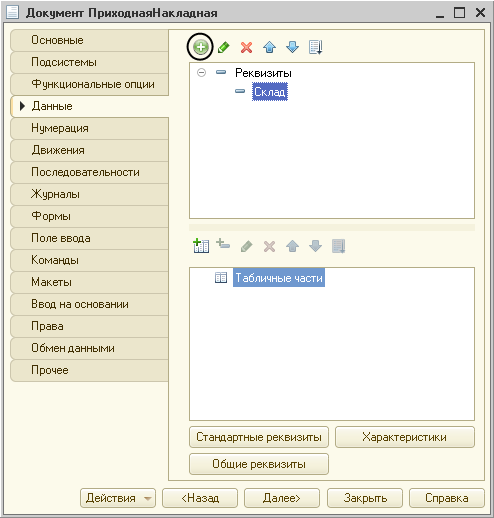 Документ ПриходнаяНакладная
Основные
Подсистемы
Функциональные опции
Данные
Нумерация
Движения
Последовательности
Журналы
Формы
Поле ввода
Команды
Макеты
Ввод на основании
Права
Обмен данными
Прочее
Реквизиты
Склад
Табличные части
Стандартные реквизиты
Характеристики
Общие реквизиты
Действия
<Назад
Далее>
Закрыть
Справка